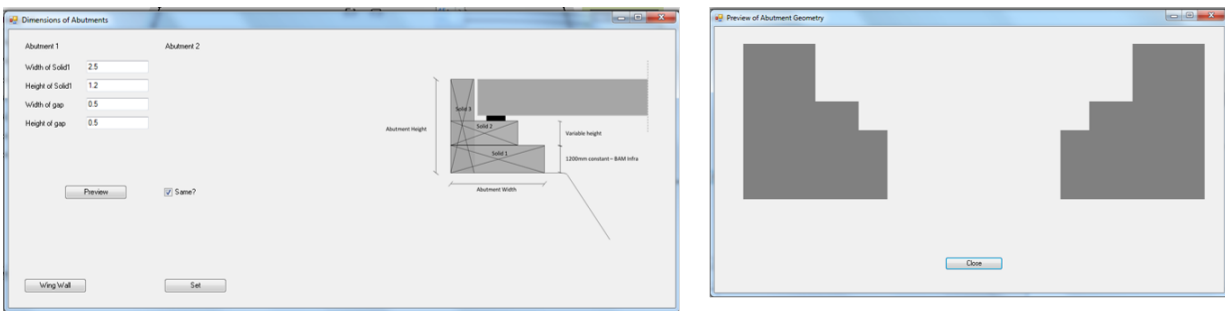 Dimensions of Abutments
Abutment 1 Abutment 2
Width of Solid1 2.5
Height of Solid1 1.2
Width of gap 0.5
Height of gap 0.5
Preview Same?
Wing Wall Set
Solid 3
Abutment Height
Solid 2
Variable height
Solid 1
1200mm constant – BAM Infra
Abutment Width
Preview of Abutment Geometry
Close